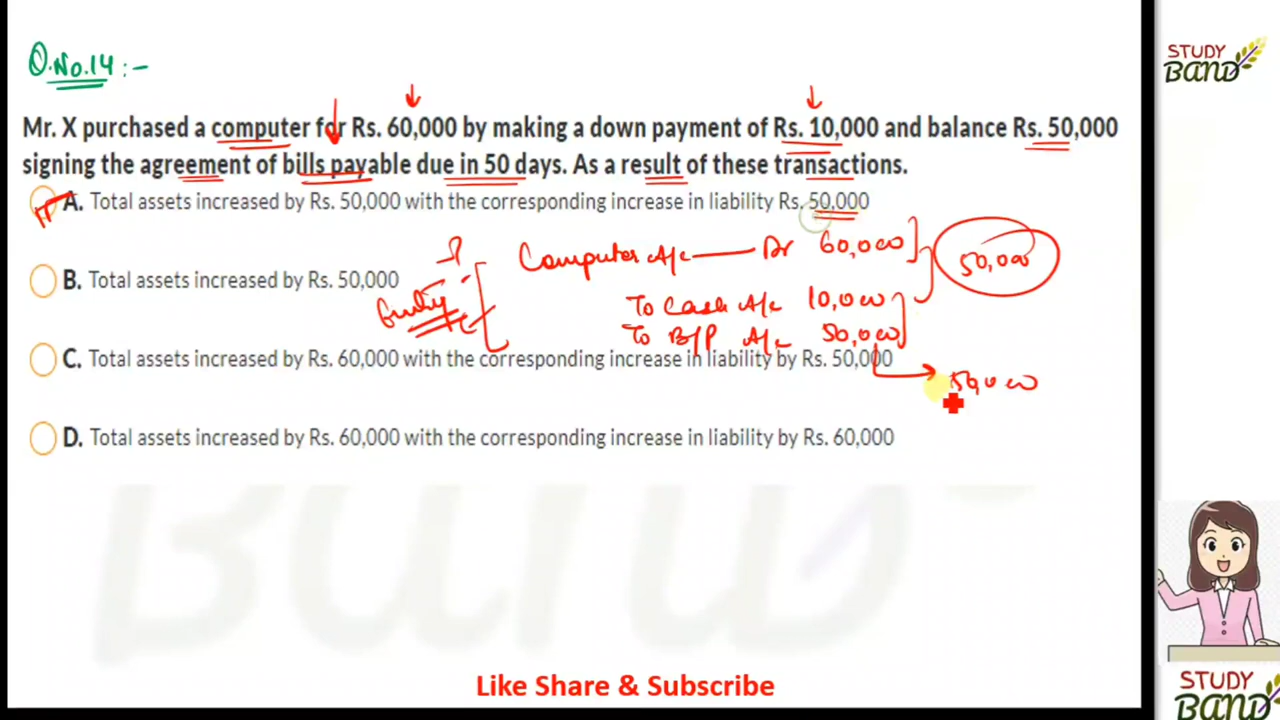 Q.No.14:-
STUDY
BAND
Mr. X purchased a computer for Rs. 60,000 by making a down payment of Rs. 10,000 and balance Rs. 50,000
signing the agreement of bills payable due in 50 days. As a result of these transactions.
A. Total assets increased by Rs. 50,000 with the corresponding increase in liability Rs. 50,000
Computer A/c —— Dr 60,000
50,000
B. Total assets increased by Rs. 50,000
Entry
To Cash A/c 10,000
To B/P A/c 50,000
C. Total assets increased by Rs. 60,000 with the corresponding increase in liability by Rs. 50,000
50,000
D. Total assets increased by Rs. 60,000 with the corresponding increase in liability by Rs. 60,000
BAND
Like Share & Subscribe
STUDY
BAND